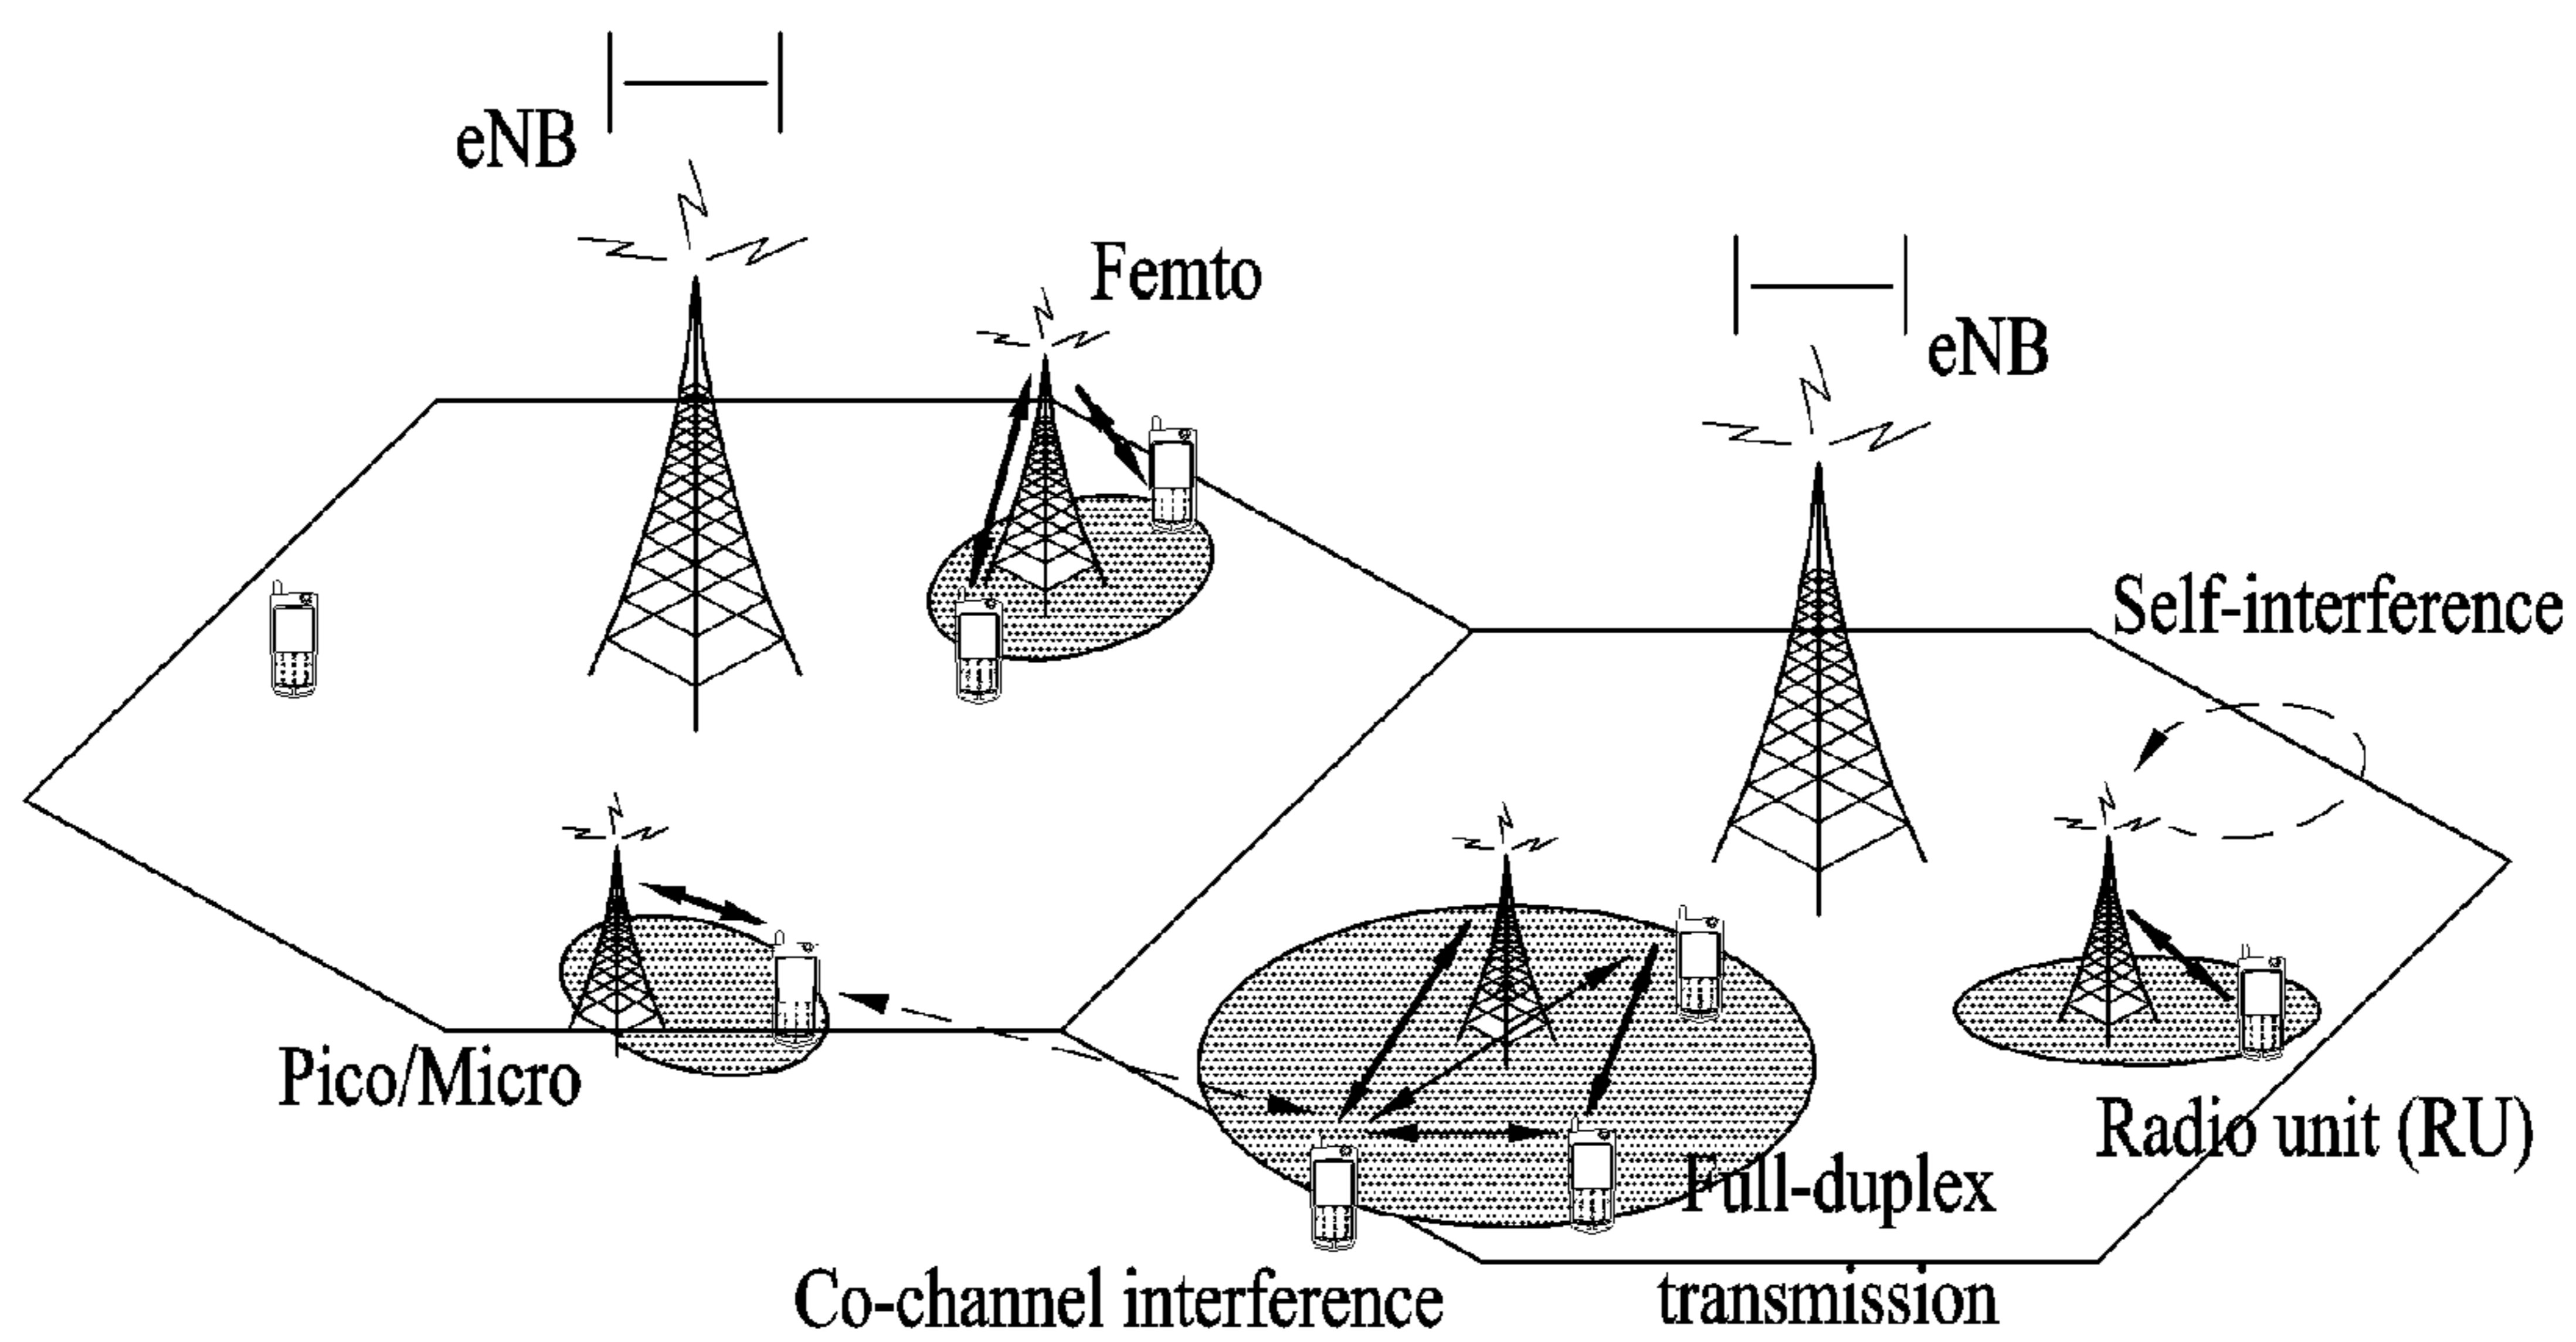 eNB
Femto
eNB
Self-interference
Pico/Micro
Radio unit (RU)
Full-duplex
transmission
Co-channel interference